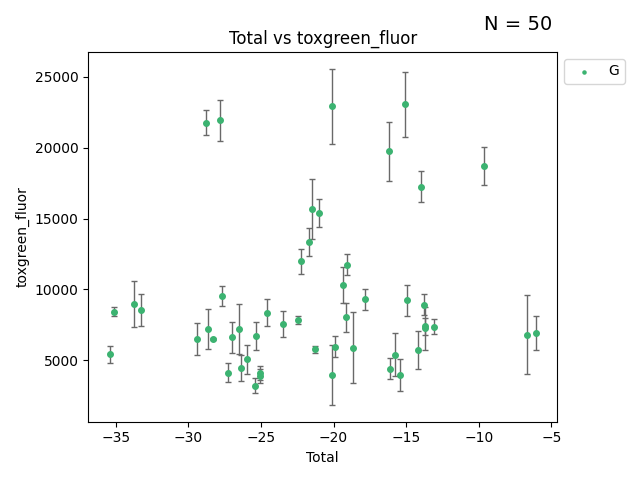 N = 50
Total vs toxgreen_fluor
G
25000
20000
15000
10000
5000
toxgreen_fluor
−35 −30 −25 −20 −15 −10 −5
Total